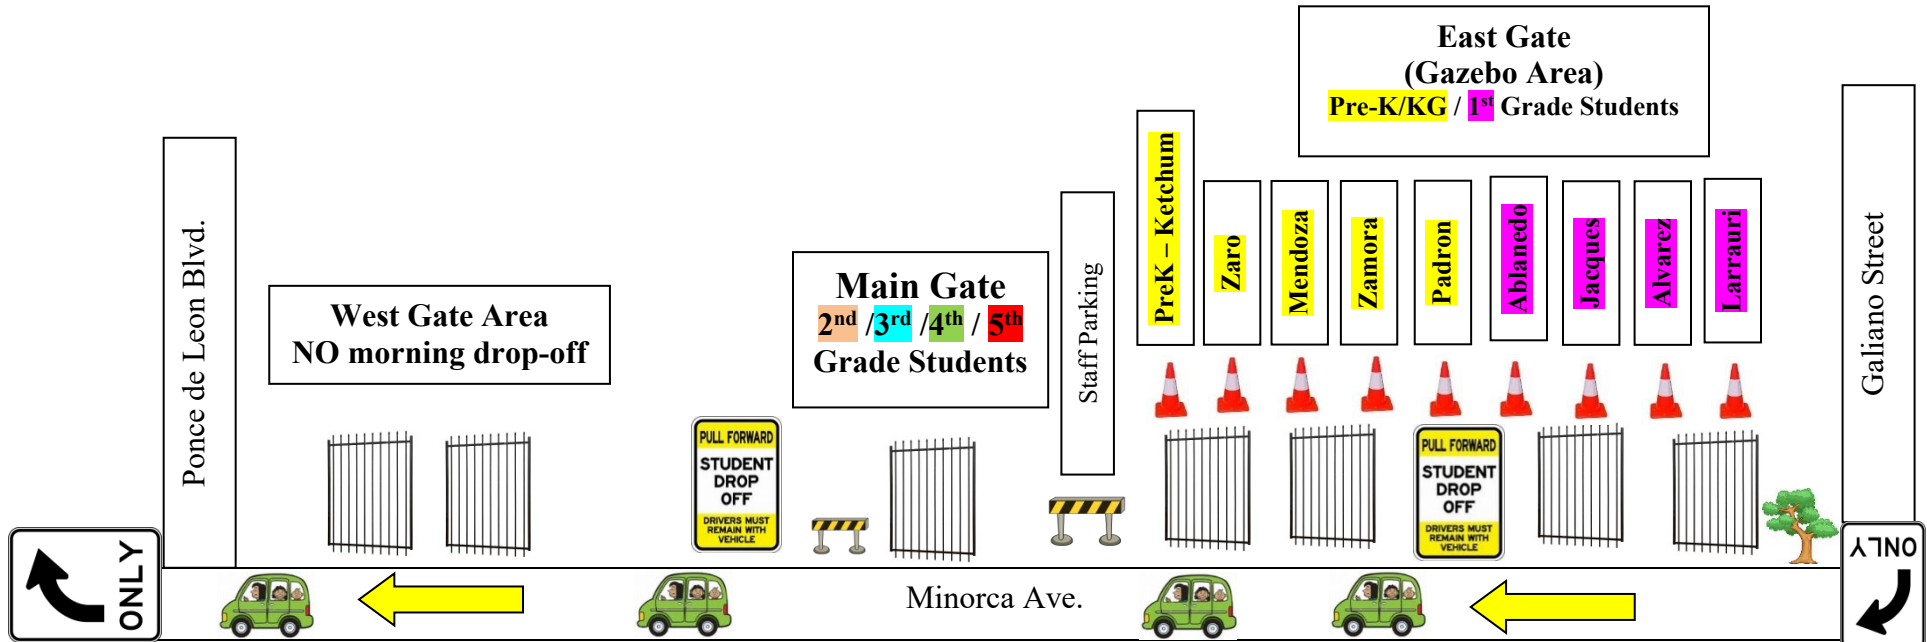 East Gate
(Gazebo Area)
Pre-K/KG / 1st Grade Students
Ponce de Leon Blvd.
West Gate Area
NO morning drop-off
Main Gate
2nd /3rd /4th / 5th
Grade Students
Staff Parking
PreK – Ketchum
Zaro
Mendoza
Zamora
Padron
Ablanedo
Jacques
Alvarez
Larrauri
Galiano Street
PULL FORWARD
STUDENT
DROP
OFF
DRIVERS MUST
REMAIN WITH
VEHICLE
PULL FORWARD
STUDENT
DROP
OFF
DRIVERS MUST
REMAIN WITH
VEHICLE
ONLY
Minorca Ave.
ONLY